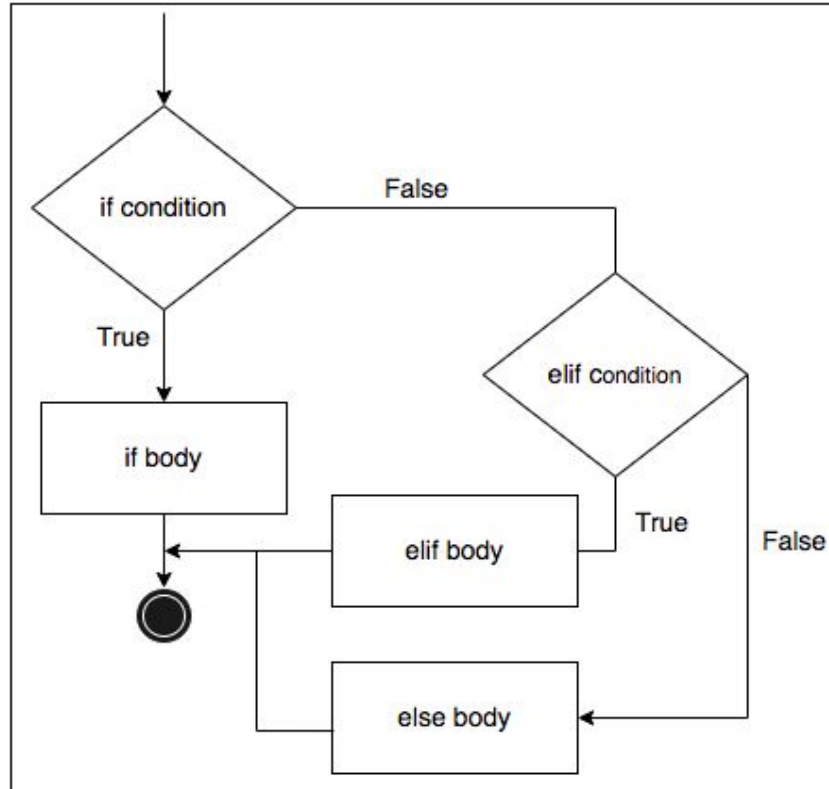 if condition
False
True
elif condition
if body
elif body
True
False
else body